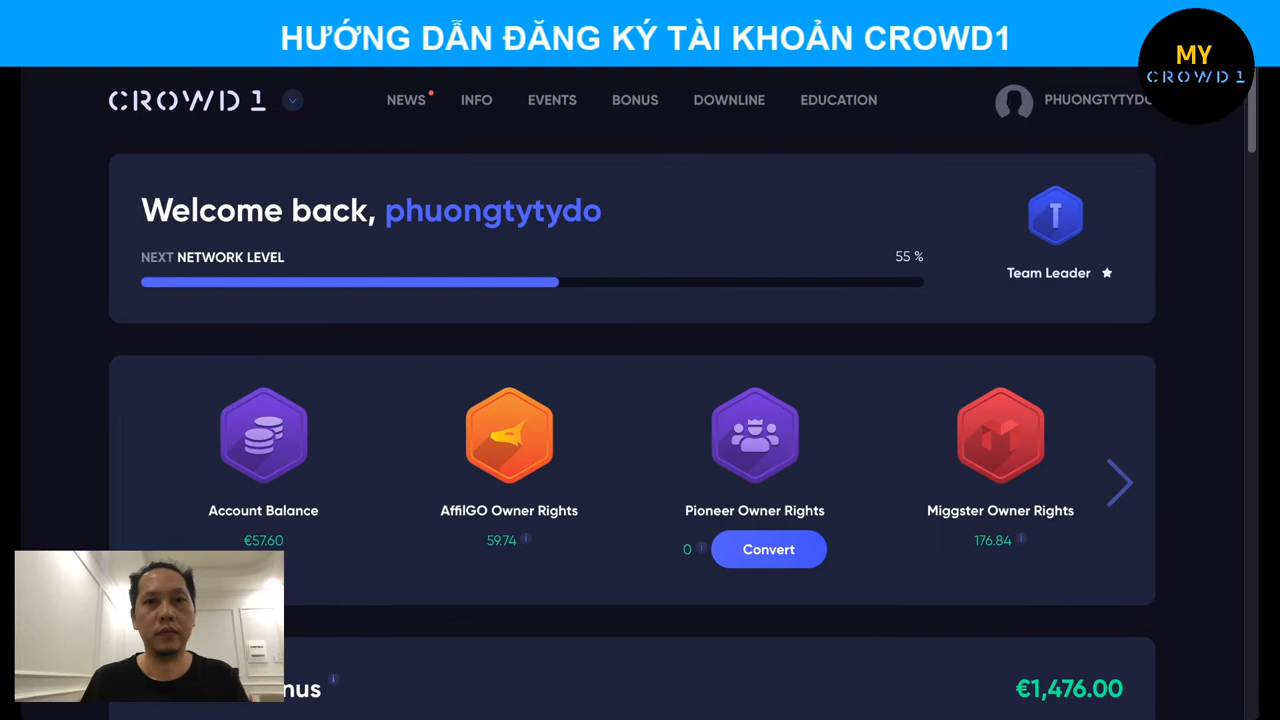 HƯỚNG DẪN ĐĂNG KÝ TÀI KHOẢN CROWD1
MY
CROWD1
CROWD1
NEWS
INFO
EVENTS
BONUS
DOWNLINE
EDUCATION
PHUONGTYTYDO
Welcome back, phuongtytydo
NEXT NETWORK LEVEL
55 %
T
Team Leader
Account Balance
€57.60
AffilGO Owner Rights
59.74
Pioneer Owner Rights
0
Convert
Miggster Owner Rights
176.84
nus
€1,476.00